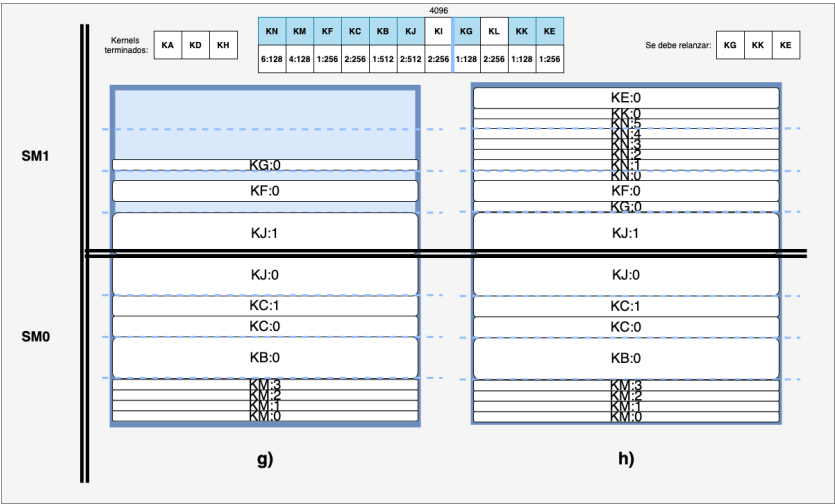 4096
Kernels terminados: KA KD KH
KN KM KF KC KB KJ KI KG KL KK KE
6:128 4:128 1:256 2:256 1:512 2:512 2:256 1:128 2:256 1:128 1:256
Se debe relanzar: KG KK KE
SM1
KG:0
KF:0
KJ:1
SM0
KJ:0
KC:1
KC:0
KB:0
KM:3
KM:2
KM:1
KM:0
g)
KE:0
KK:0
KN:5
KN:4
KN:3
KN:2
KN:1
KN:0
KF:0
KG:0
KJ:1
KJ:0
KC:1
KC:0
KB:0
KM:3
KM:2
KM:1
KM:0
h)